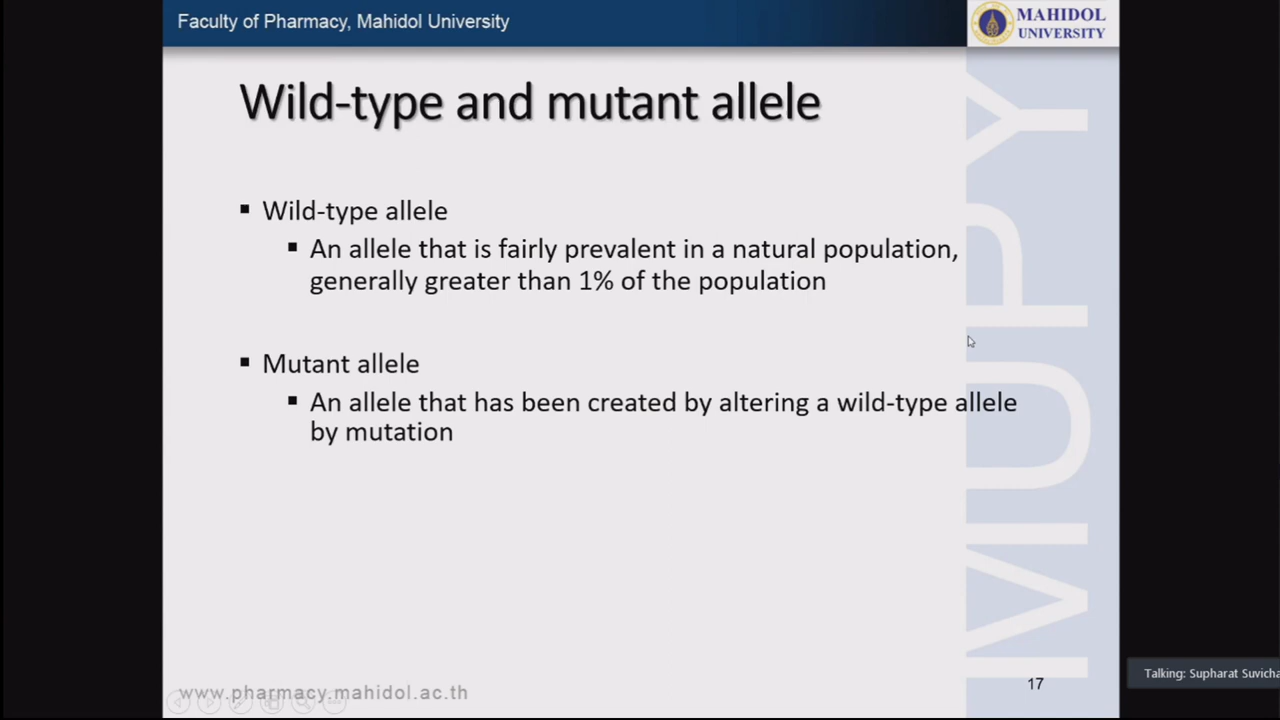 Faculty of Pharmacy, Mahidol University
MAHIDOL
UNIVERSITY
Wild-type and mutant allele
Wild-type allele
An allele that is fairly prevalent in a natural population,
generally greater than 1% of the population
Mutant allele
An allele that has been created by altering a wild-type allele
by mutation
MUPY
www.pharmacy.mahidol.ac.th
17
Talking: Supharat Suvicha